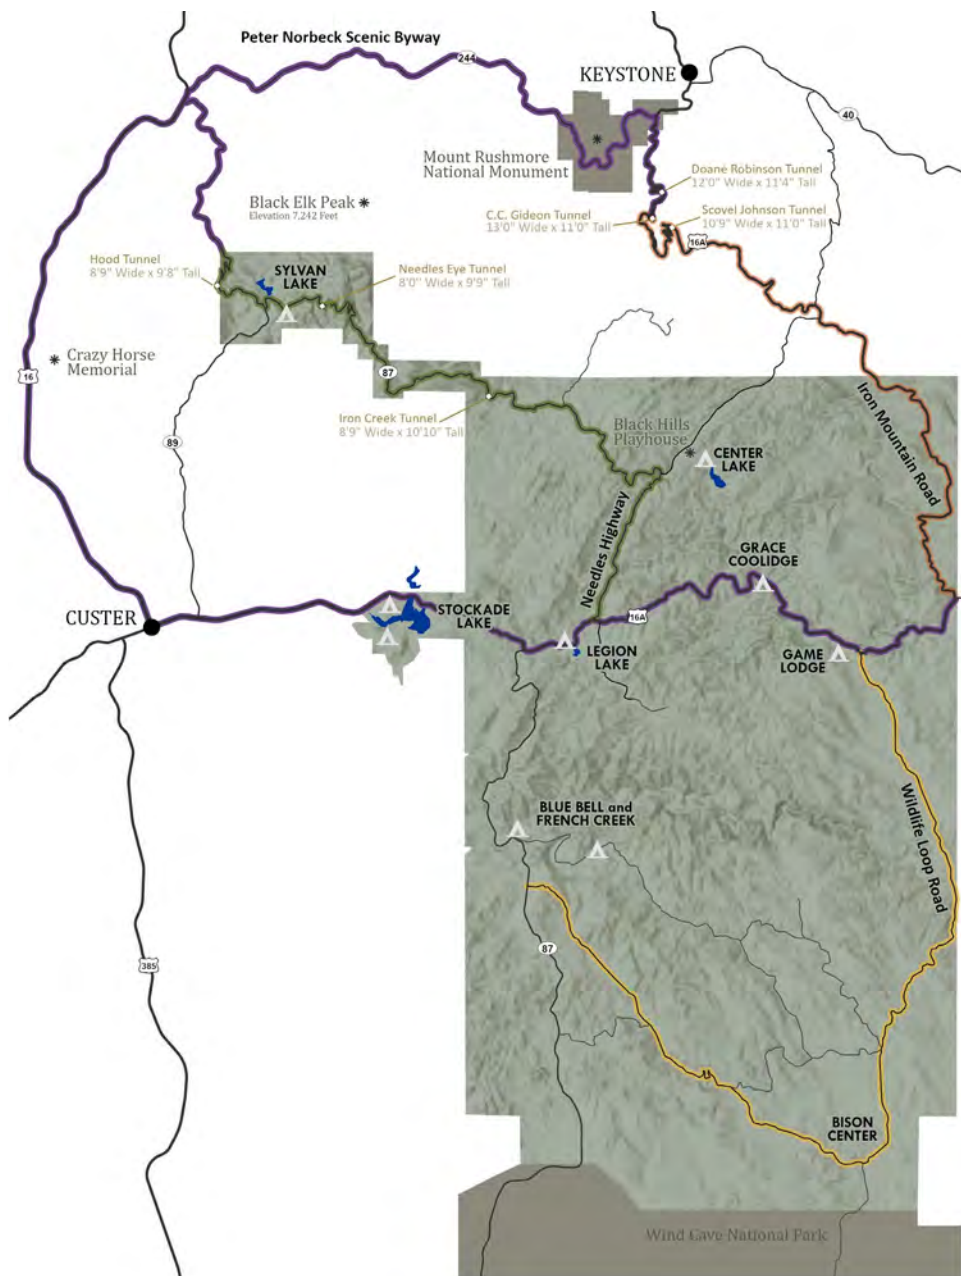 Peter Norbeck Scenic Byway
244
KEYSTONE
40
Mount Rushmore
National Monument
Doane Robinson Tunnel
12'0" Wide x 11'4" Tall
Black Elk Peak
Elevation 7,242 Feet
C.C. Gideon Tunnel
13'0" Wide x 11'0" Tall
Scovel Johnson Tunnel
10'9" Wide x 11'0" Tall
16A
Hood Tunnel
8'9" Wide x 9'8" Tall
SYLVAN
LAKE
Needles Eye Tunnel
8'0" Wide x 9'9" Tall
Crazy Horse
Memorial
16
87
Iron Creek Tunnel
8'9" Wide x 10'10" Tall
Black Hills
Playhouse
Iron Mountain Road
89
CENTER
LAKE
Needles Highway
GRACE
COOLIDGE
CUSTER
STOCKADE
LAKE
16A
LEGION
LAKE
GAME
LODGE
BLUE BELL and
FRENCH CREEK
Wildlife Loop Road
87
385
BISON
CENTER
Wind Cave National Park